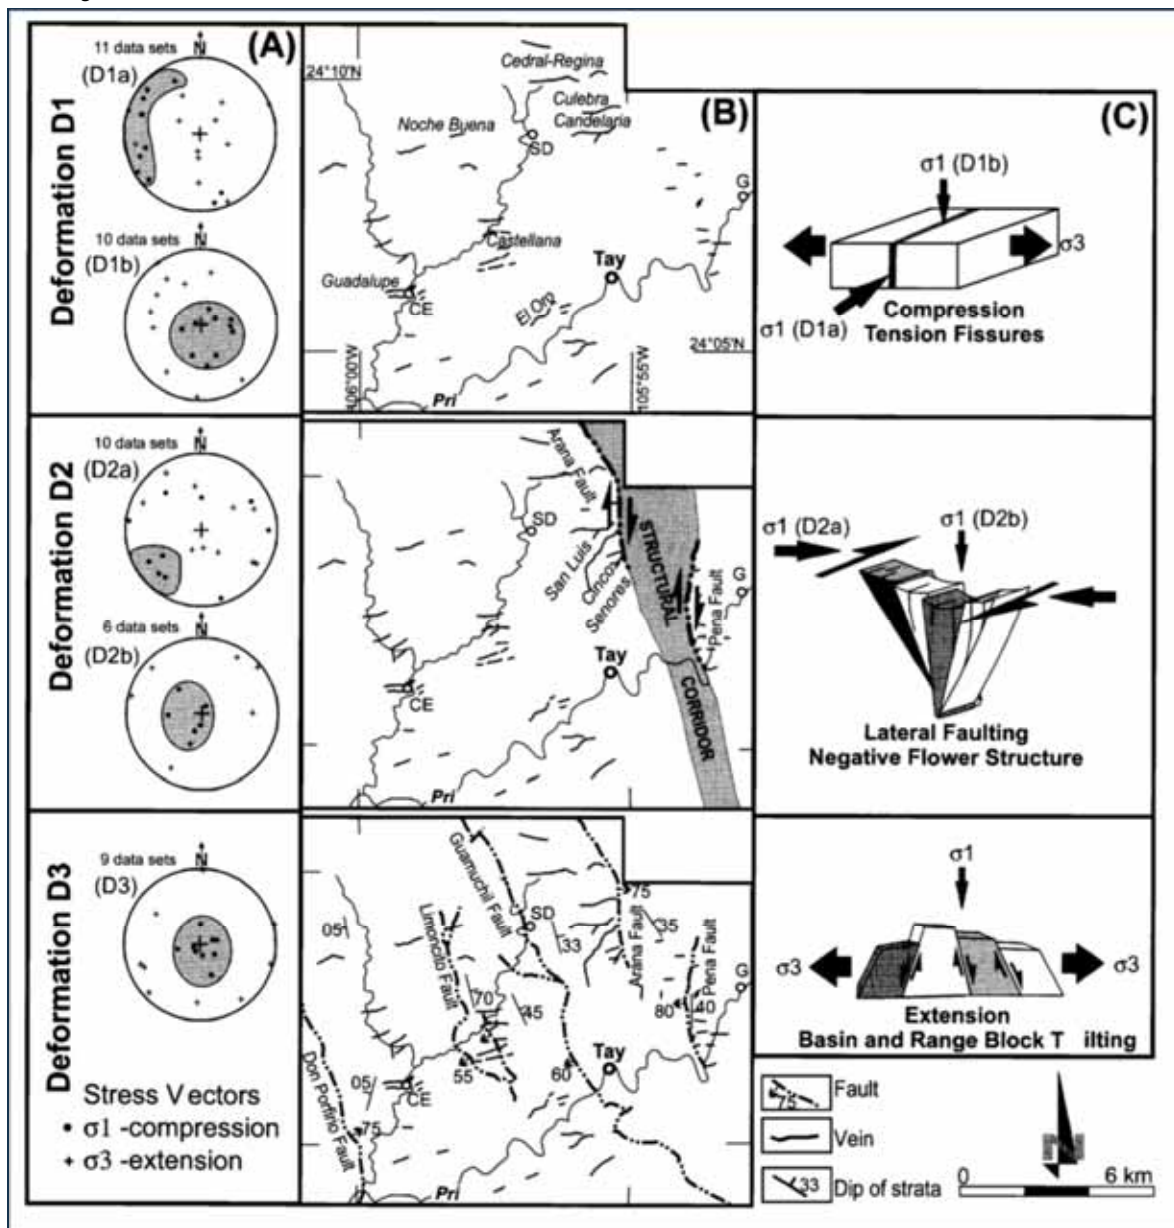 (A)
Deformation D1
11 data sets
N
(D1a)
10 data sets
N
(D1b)
(B)
24°10'N
Cedral-Regina
Culebra
Candelaria
Noche Buena
SD
G
Castellana
Tay
Guadalupe
CE
El Oro
24°05'N
106°00'W
105°55'W
Pri
(C)
σ1 (D1b)
σ3
σ1 (D1a)
Compression
Tension Fissures
Deformation D2
10 data sets
N
(D2a)
6 data sets
N
(D2b)
Arana Fault
SD
San Luis
Cinco
Senores
STRUCTURAL
CORRIDOR
Pena Fault
G
Tay
CE
Pri
σ1 (D2a)
σ1 (D2b)
Lateral Faulting
Negative Flower Structure
Deformation D3
9 data sets
N
(D3)
Stress Vectors
• σ1 -compression
+ σ3 -extension
Guamuchil Fault
Limoncito Fault
SD
05
33
75
35
Arana Fault
Pena Fault
G
70
45
80
40
Tay
55
60
05
CE
Don Porfirio Fault
75
Pri
σ1
σ3
σ3
Extension
Basin and Range Block T ilting
75
Fault
Vein
33
Dip of strata
0
6 km